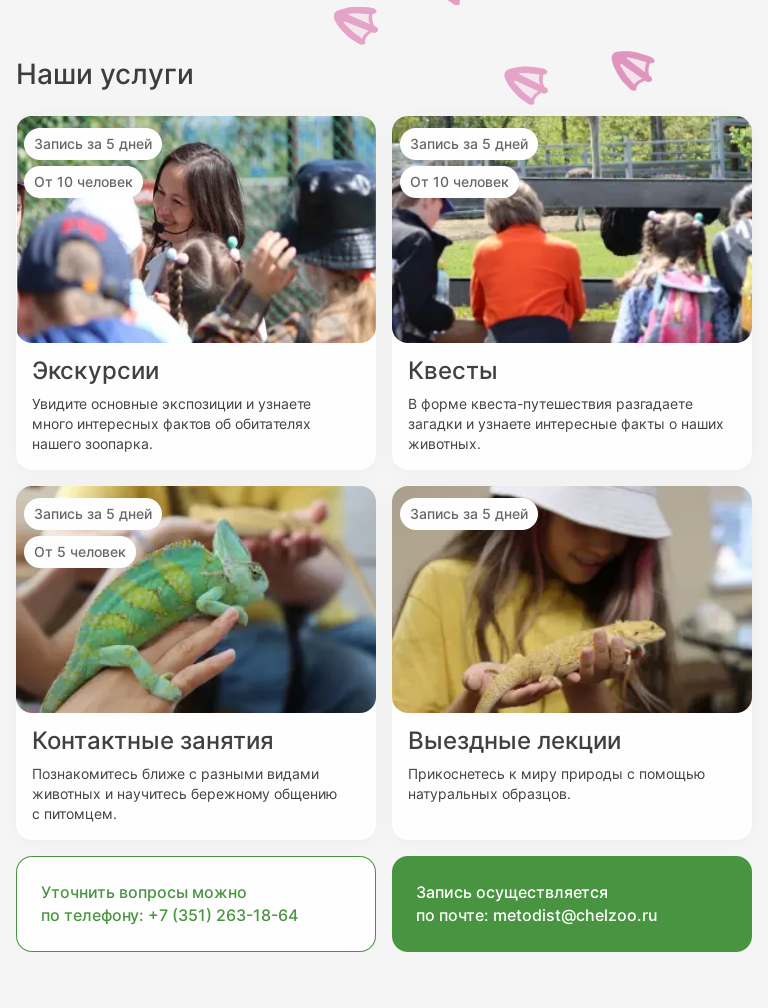 Наши услуги
Запись за 5 дней
От 10 человек
Экскурсии
Увидите основные экспозиции и узнаете
много интересных фактов об обитателях
нашего зоопарка.
Запись за 5 дней
От 10 человек
Квесты
В форме квеста-путешествия разгадаете
загадки и узнаете интересные факты о наших
животных.
Запись за 5 дней
От 5 человек
Контактные занятия
Познакомитесь ближе с разными видами
животных и научитесь бережному общению
с питомцем.
Запись за 5 дней
Выездные лекции
Прикоснетесь к миру природы с помощью
натуральных образцов.
Уточнить вопросы можно
по телефону: +7 (351) 263-18-64
Запись осуществляется
по почте: metodist@chelzoo.ru